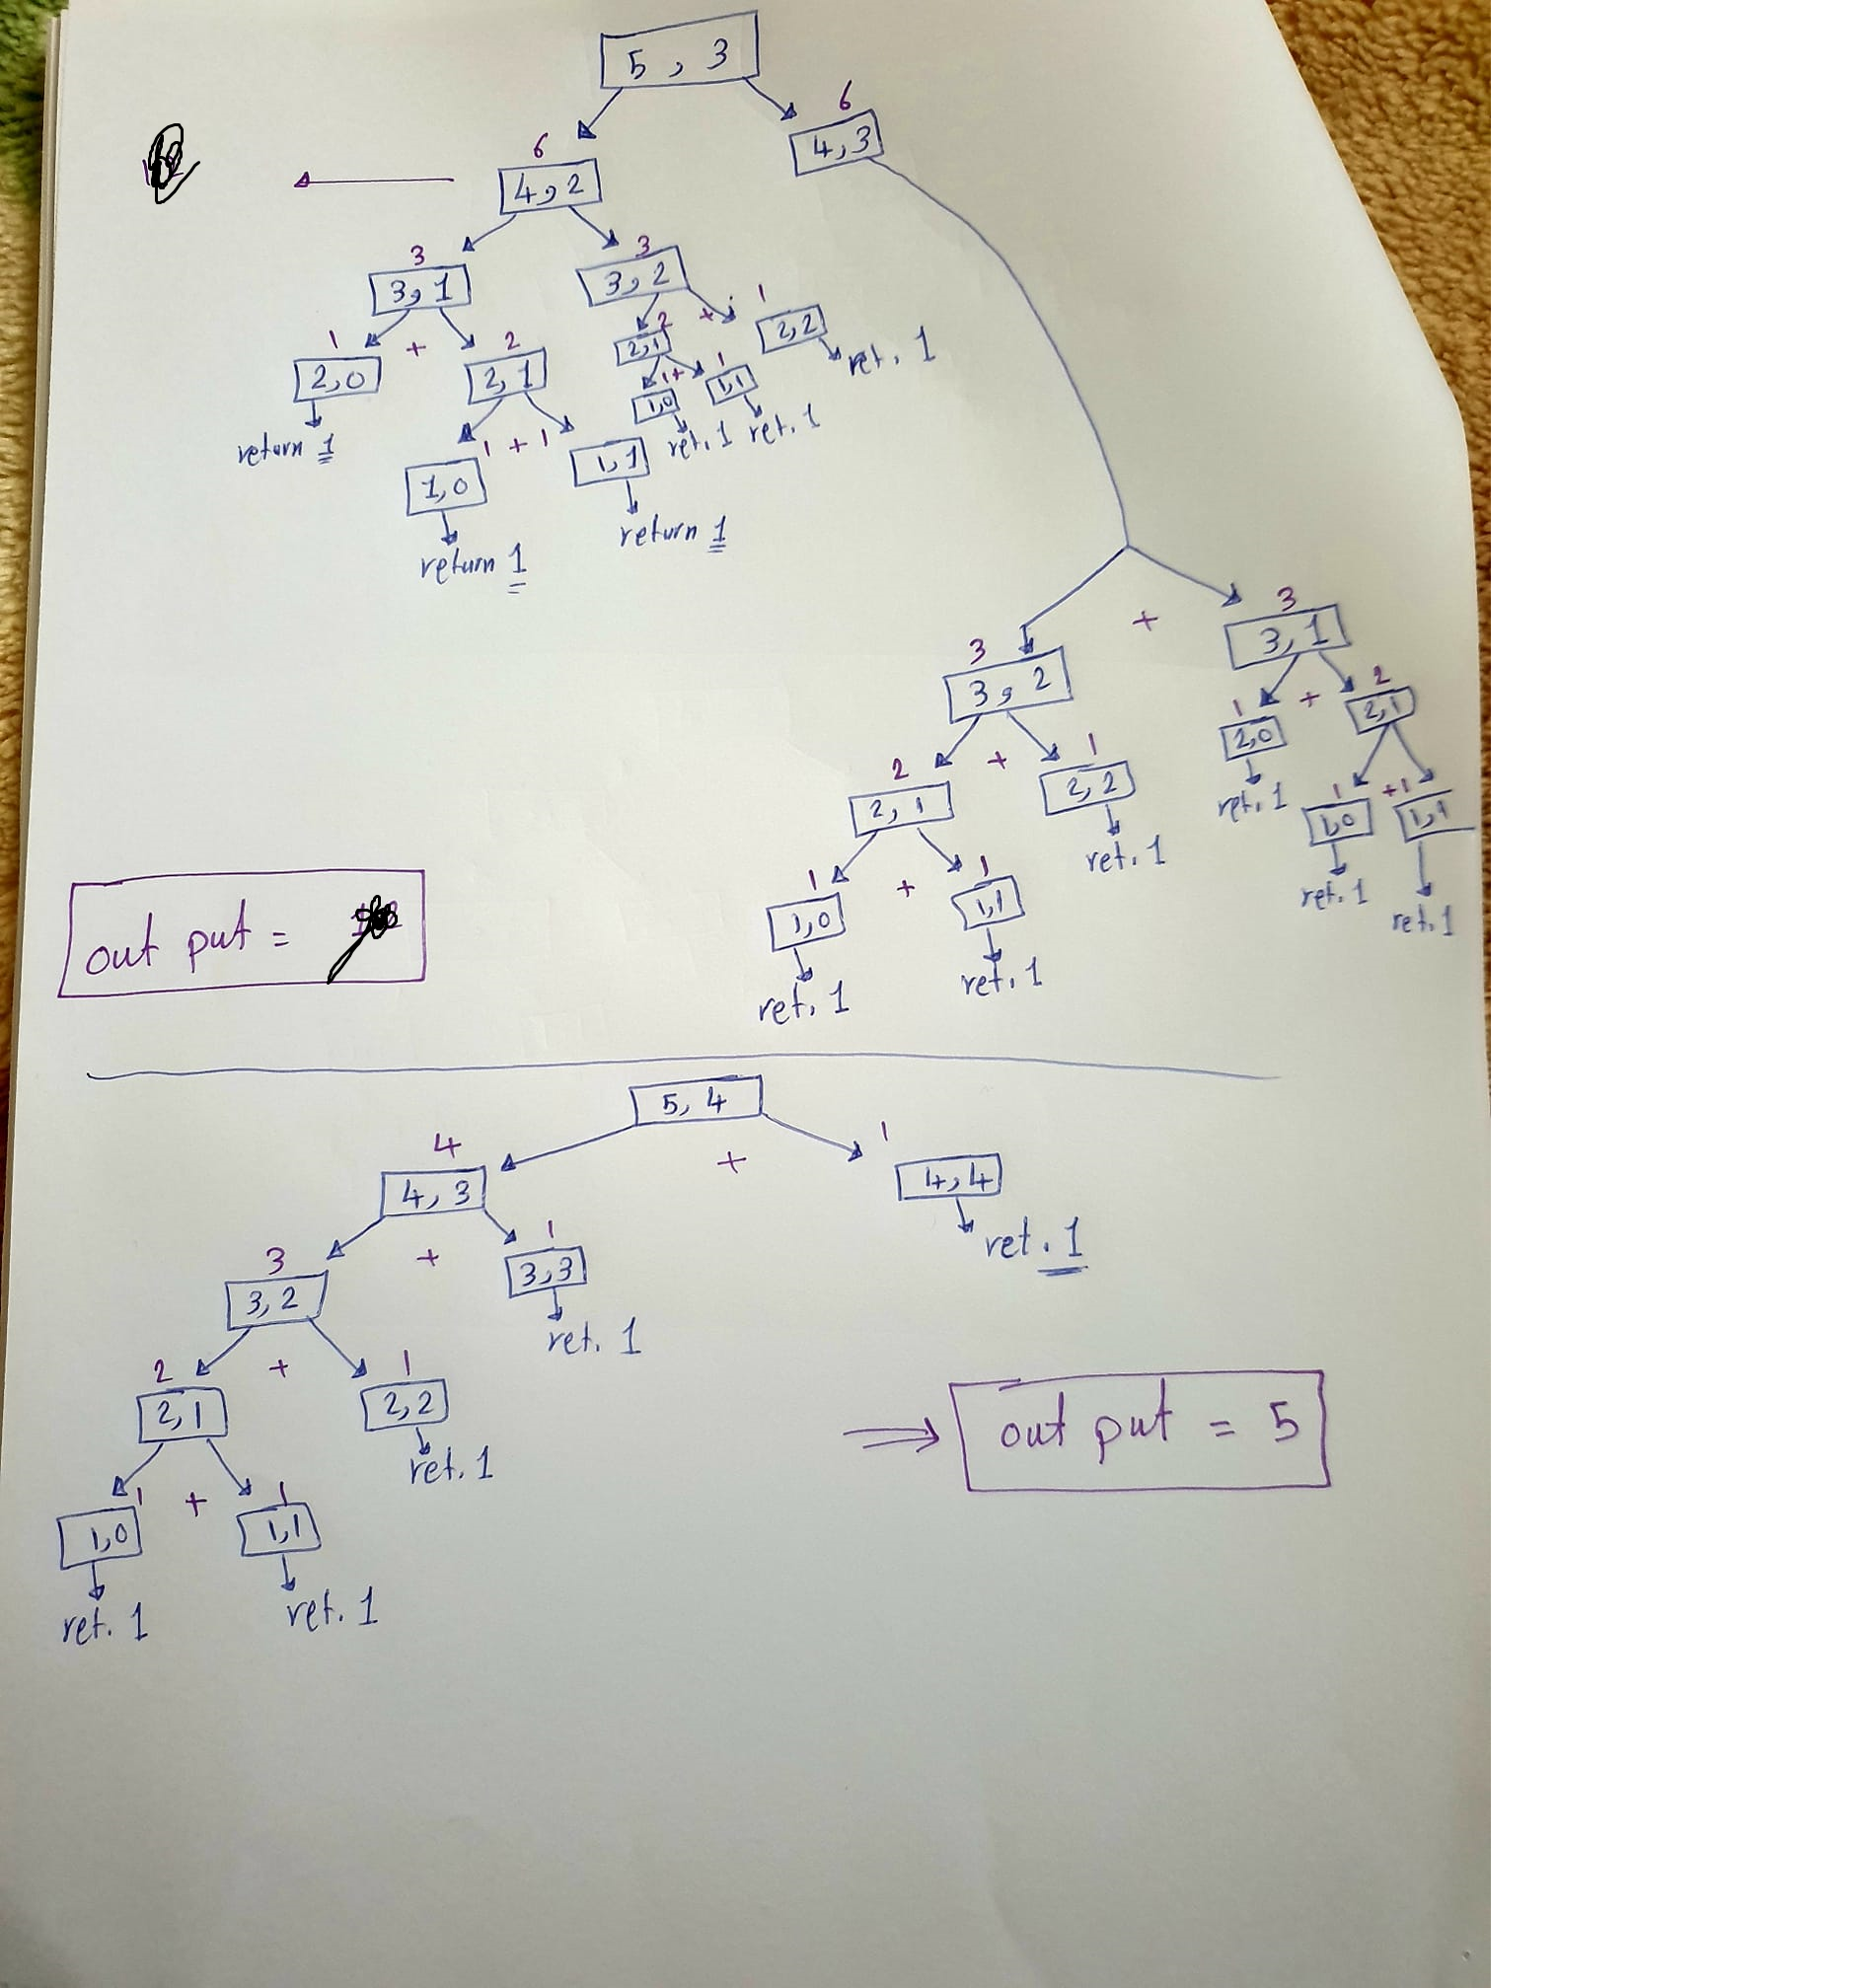 5 , 3
6
6
4,3
4,2
3
3
3,1
3,2
1 + 2
2 + 1
2,0
2,1
2,1
2,2
ret. 1
1 + 1
1,0
1,1
return 1
1 + 1
ret. 1
ret. 1
1,0
1,1
return 1
return 1
3 + 3
3,2
3,1
1 + 2
2,0
2,1
2 + 1
2,1
2,2
ret. 1
1 +1
1,0
1,1
ret. 1
1 + 1
ret. 1
ret. 1
1,0
1,1
ret. 1
ret. 1
out put =
5, 4
4 + 1
4, 3
4,4
ret. 1
3 + 1
3, 2
3,3
ret. 1
2 + 1
2,1
2,2
ret. 1
1 + 1
1,0
1,1
ret. 1
ret. 1
out put = 5